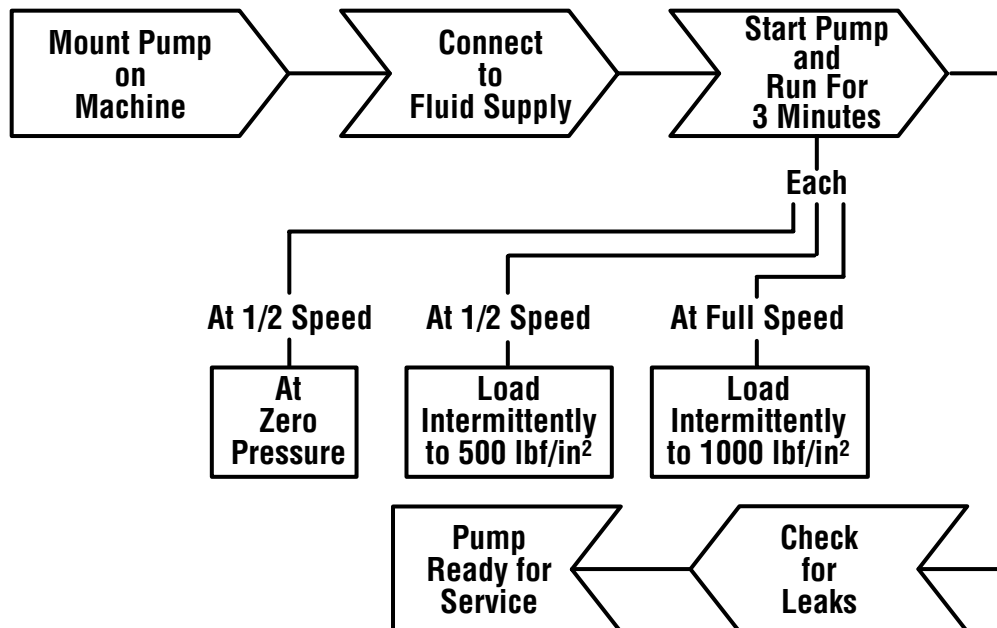 Mount Pump
on
Machine
Connect
to
Fluid Supply
Start Pump
and
Run For
3 Minutes
Each
At 1/2 Speed
At 1/2 Speed
At Full Speed
At
Zero
Pressure
Load
Intermittently
to 500 lbf/in²
Load
Intermittently
to 1000 lbf/in²
Check
for
Leaks
Pump
Ready for
Service